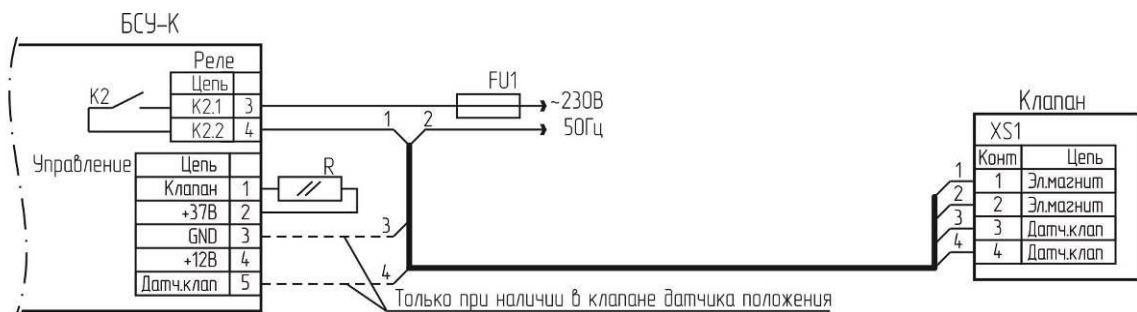 БСУ-К
Реле
Цепь
К2
К2.1 3
К2.2 4
FU1
~230В
50Гц
1 2
Управление
Цепь
Клапан 1
+37В 2
GND 3
+12В 4
Датч.клап 5
R
3
4
Только при наличии в клапане датчика положения
Клапан
XS1
Конт Цепь
1 1 Эл.магнит
2 2 Эл.магнит
3 3 Датч.клап
4 4 Датч.клап